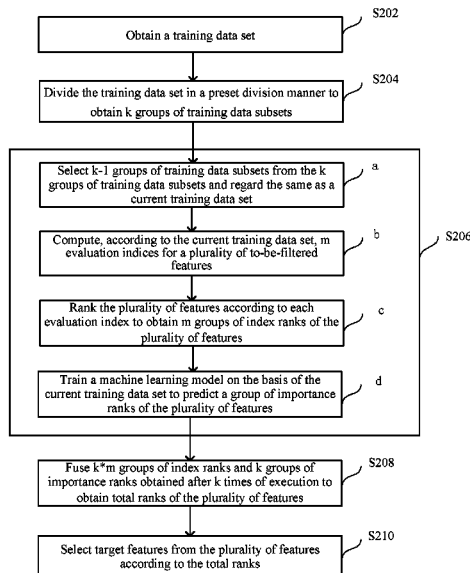 S202
Obtain a training data set
S204
Divide the training data set in a preset division manner to
obtain k groups of training data subsets
Select k-1 groups of training data subsets from the k
groups of training data subsets and regard the same as a
current training data set
a
S206
Compute, according to the current training data set, m
evaluation indices for a plurality of to-be-filtered
features
b
Rank the plurality of features according to each
evaluation index to obtain m groups of index ranks of the
plurality of features
c
Train a machine learning model on the basis of the
current training data set to predict a group of importance
ranks of the plurality of features
d
S208
Fuse k*m groups of index ranks and k groups of
importance ranks obtained after k times of execution to
obtain total ranks of the plurality of features
S210
Select target features from the plurality of features
according to the total ranks